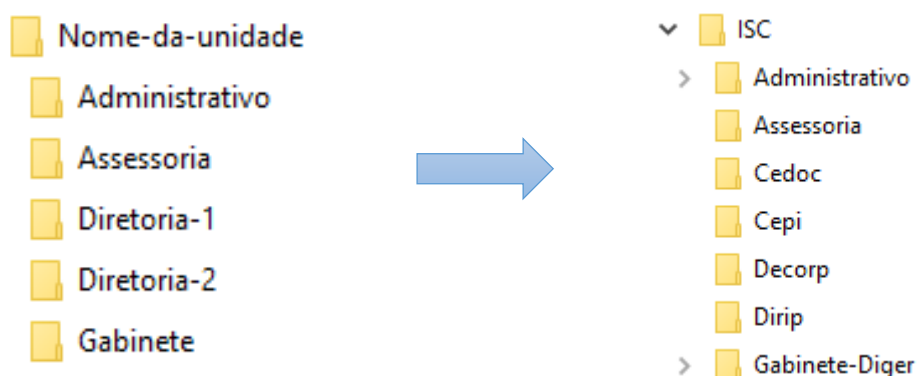 Nome-da-unidade
Administrativo
Assessoria
Diretoria-1
Diretoria-2
Gabinete
ISC
Administrativo
Assessoria
Cedoc
Cepi
Decorp
Dirip
Gabinete-Diger